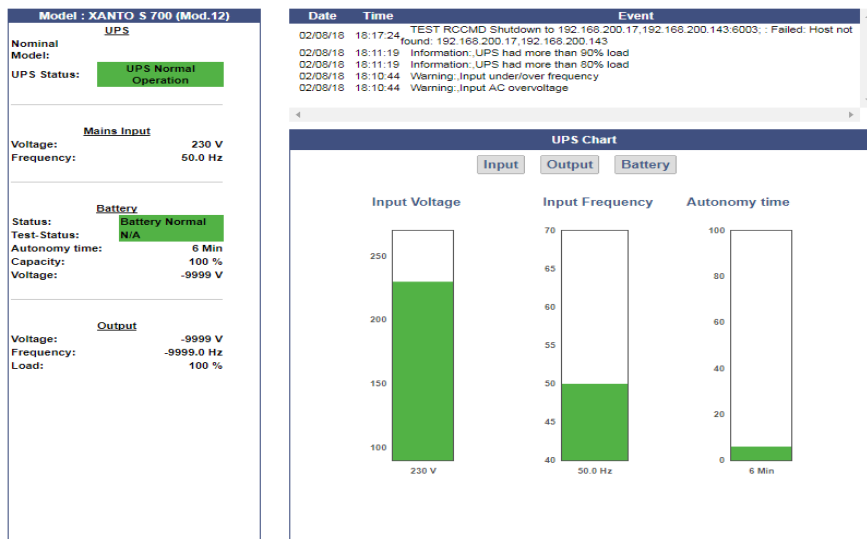 Model : XANTO S 700 (Mod.12)
UPS
Nominal
Model:
UPS Status: UPS Normal
Operation
Mains Input
Voltage: 230 V
Frequency: 50.0 Hz
Battery
Status: Battery Normal
Test-Status: N/A
Autonomy time: 6 Min
Capacity: 100 %
Voltage: -9999 V
Output
Voltage: -9999 V
Frequency: -9999.0 Hz
Load: 100 %
Date Time Event
02/08/18 18:17:24 TEST RCCMD Shutdown to 192.168.200.17,192.168.200.143:6003; : Failed: Host not
found: 192.168.200.17,192.168.200.143
02/08/18 18:11:19 Information:,UPS had more than 90% load
02/08/18 18:11:19 Information:,UPS had more than 80% load
02/08/18 18:10:44 Warning:,Input under/over frequency
02/08/18 18:10:44 Warning:,Input AC overvoltage
UPS Chart
Input Output Battery
Input Voltage Input Frequency Autonomy time
250
200
150
100
230 V
70
65
60
55
50
45
40
50.0 Hz
100
80
60
40
20
0
6 Min